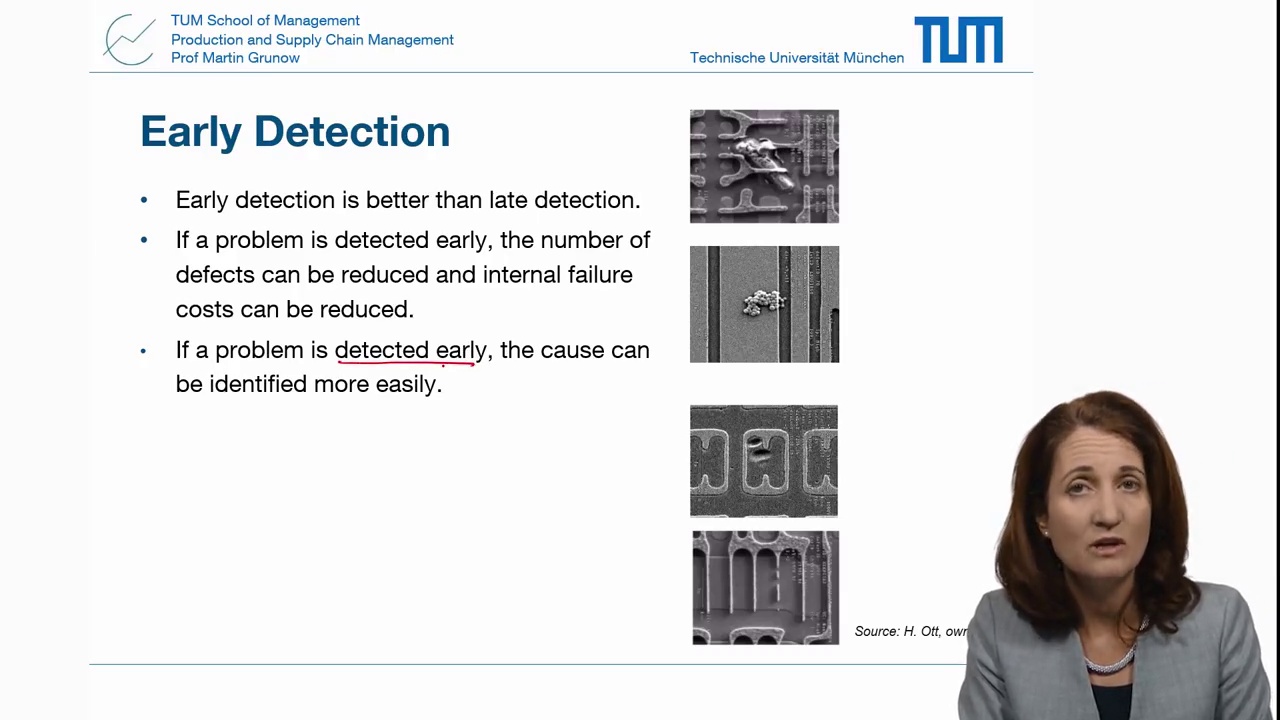 TUM School of Management
Production and Supply Chain Management
Prof Martin Grunow
Technische Universität München
TUM
Early Detection
• Early detection is better than late detection.
• If a problem is detected early, the number of
defects can be reduced and internal failure
costs can be reduced.
• If a problem is detected early, the cause can
be identified more easily.
Source: H. Ott,